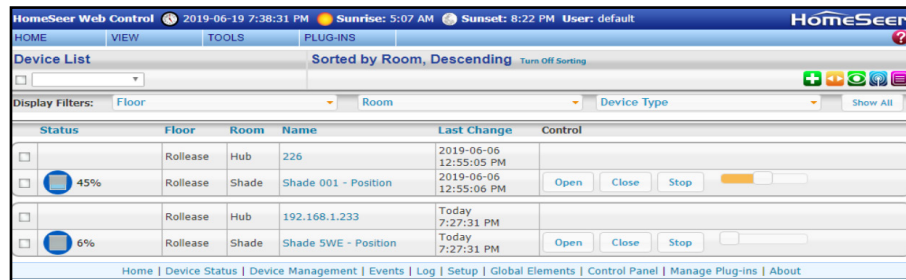 HomeSeer Web Control 2019-06-19 7:38:31 PM Sunrise: 5:07 AM Sunset: 8:22 PM User: default HomeSeer
HOME VIEW TOOLS PLUG-INS ?
Device List Sorted by Room, Descending Turn Off Sorting
Display Filters: Floor Room Device Type Show All
Status Floor Room Name Last Change Control
Rollease Hub 226 2019-06-06
12:55:05 PM
45% Rollease Shade Shade 001 - Position 2019-06-06
12:55:06 PM
Open Close Stop
Rollease Hub 192.168.1.233 Today
7:27:31 PM
6% Rollease Shade Shade 5WE - Position Today
7:27:31 PM
Open Close Stop
Home | Device Status | Device Management | Events | Log | Setup | Global Elements | Control Panel | Manage Plug-ins | About